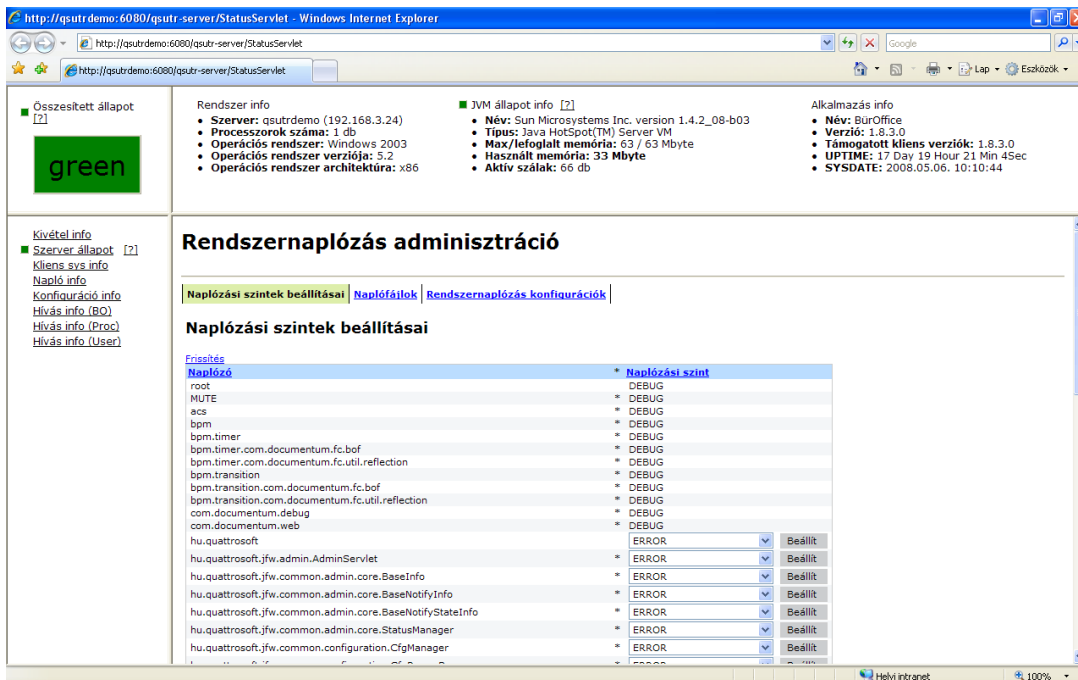 http://qsutrdemo:6080/qsutr-server/StatusServlet - Windows Internet Explorer
http://qsutrdemo:6080/qsutr-server/StatusServlet
Google
http://qsutrdemo:6080/qsutr-server/StatusServlet
Lap
Eszközök
Összesített állapot
[?]
green
Rendszer info
Szerver: qsutrdemo (192.168.3.24)
Processzorok száma: 1 db
Operációs rendszer: Windows 2003
Operációs rendszer verziója: 5.2
Operációs rendszer architektúra: x86
JVM állapot info [?]
Név: Sun Microsystems Inc. version 1.4.2_08-b03
Típus: Java HotSpot(TM) Server VM
Max/lefoglalt memória: 63 / 63 Mbyte
Használt memória: 33 Mbyte
Aktív szálak: 66 db
Alkalmazás info
Név: BürOffice
Verzió: 1.8.3.0
Támogatott kliens verziók: 1.8.3.0
UPTIME: 17 Day 19 Hour 21 Min 4Sec
SYSDATE: 2008.05.06. 10:10:44
Kivétel info
Szerver állapot [?]
Kliens sys info
Napló info
Konfiguráció info
Hívás info (BO)
Hívás info (Proc)
Hívás info (User)
Rendszernaplózás adminisztráció
Naplózási szintek beállításai Naplófájlok Rendszernaplózás konfigurációk
Naplózási szintek beállításai
Frissítés
Naplózó * Naplózási szint
root DEBUG
MUTE * DEBUG
acs * DEBUG
bpm * DEBUG
bpm.timer * DEBUG
bpm.timer.com.documentum.fc.bof * DEBUG
bpm.timer.com.documentum.fc.util.reflection * DEBUG
bpm.transition * DEBUG
bpm.transition.com.documentum.fc.bof * DEBUG
bpm.transition.com.documentum.fc.util.reflection * DEBUG
com.documentum.debug * DEBUG
com.documentum.web * DEBUG
hu.quattrosoft ERROR Beállít
hu.quattrosoft.jfw.admin.AdminServlet * ERROR Beállít
hu.quattrosoft.jfw.common.admin.core.BaseInfo * ERROR Beállít
hu.quattrosoft.jfw.common.admin.core.BaseNotifyInfo * ERROR Beállít
hu.quattrosoft.jfw.common.admin.core.BaseNotifyStateInfo * ERROR Beállít
hu.quattrosoft.jfw.common.admin.core.StatusManager * ERROR Beállít
hu.quattrosoft.jfw.common.configuration.CfgManager * ERROR Beállít
Helyi intranet
100%